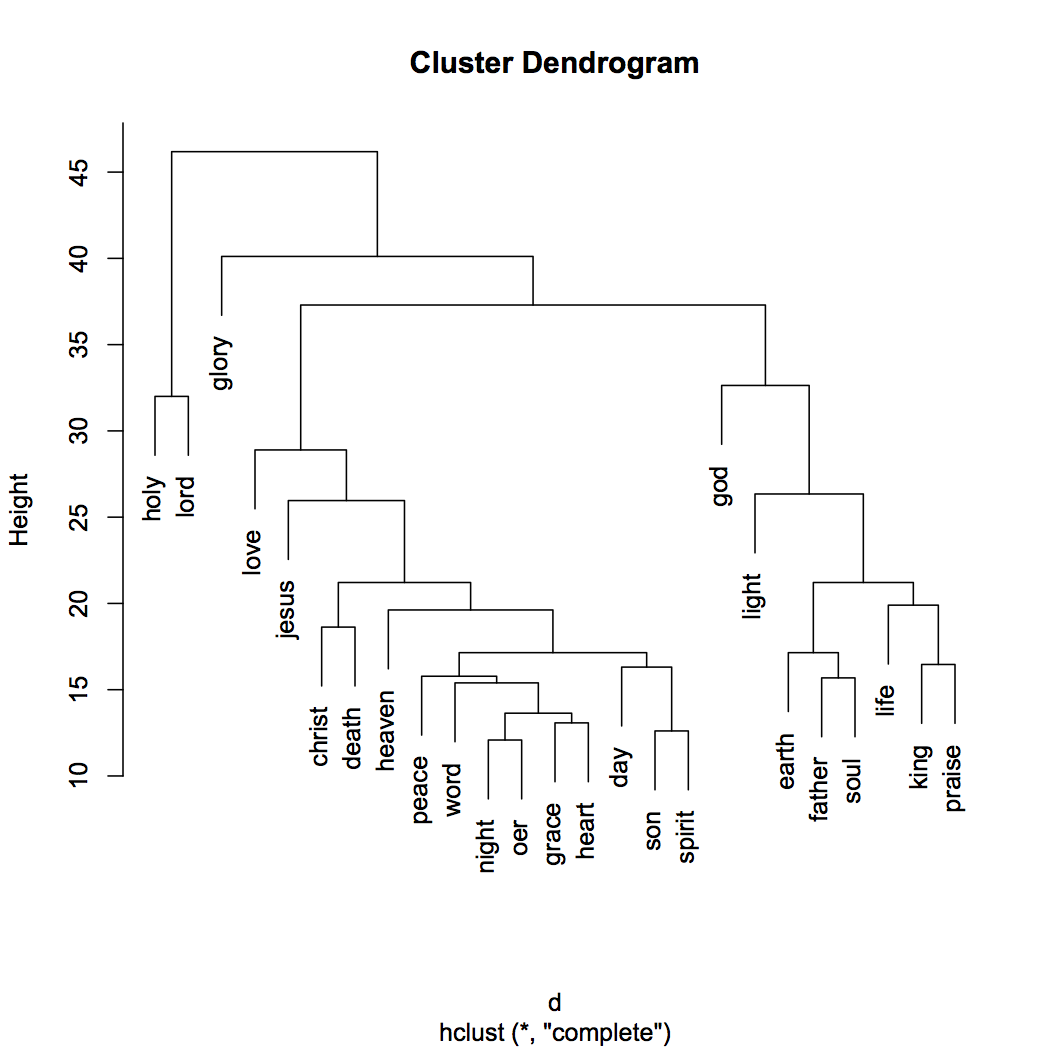 Cluster Dendrogram
Height
45
40
35
30
25
20
15
10
holy
lord
glory
love
jesus
christ
death
heaven
peace
word
night
oer
grace
heart
day
son
spirit
god
light
earth
father
soul
life
king
praise
d
hclust (*, "complete")